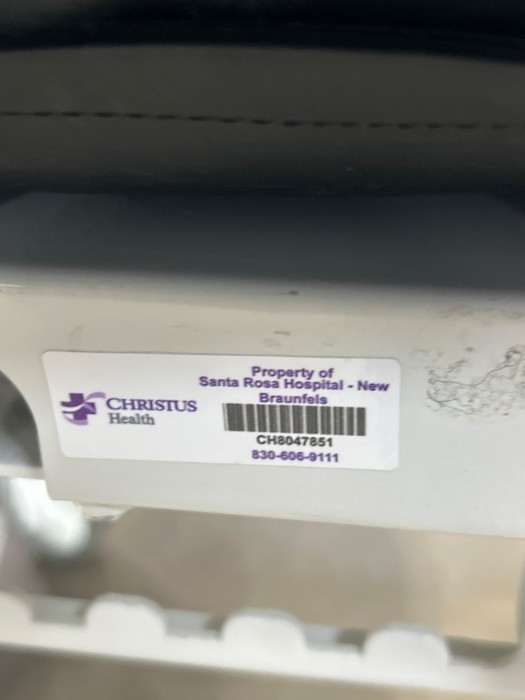 CHRISTUS
Health
Property of
Santa Rosa Hospital - New
Braunfels
CH8047851
830-606-9111